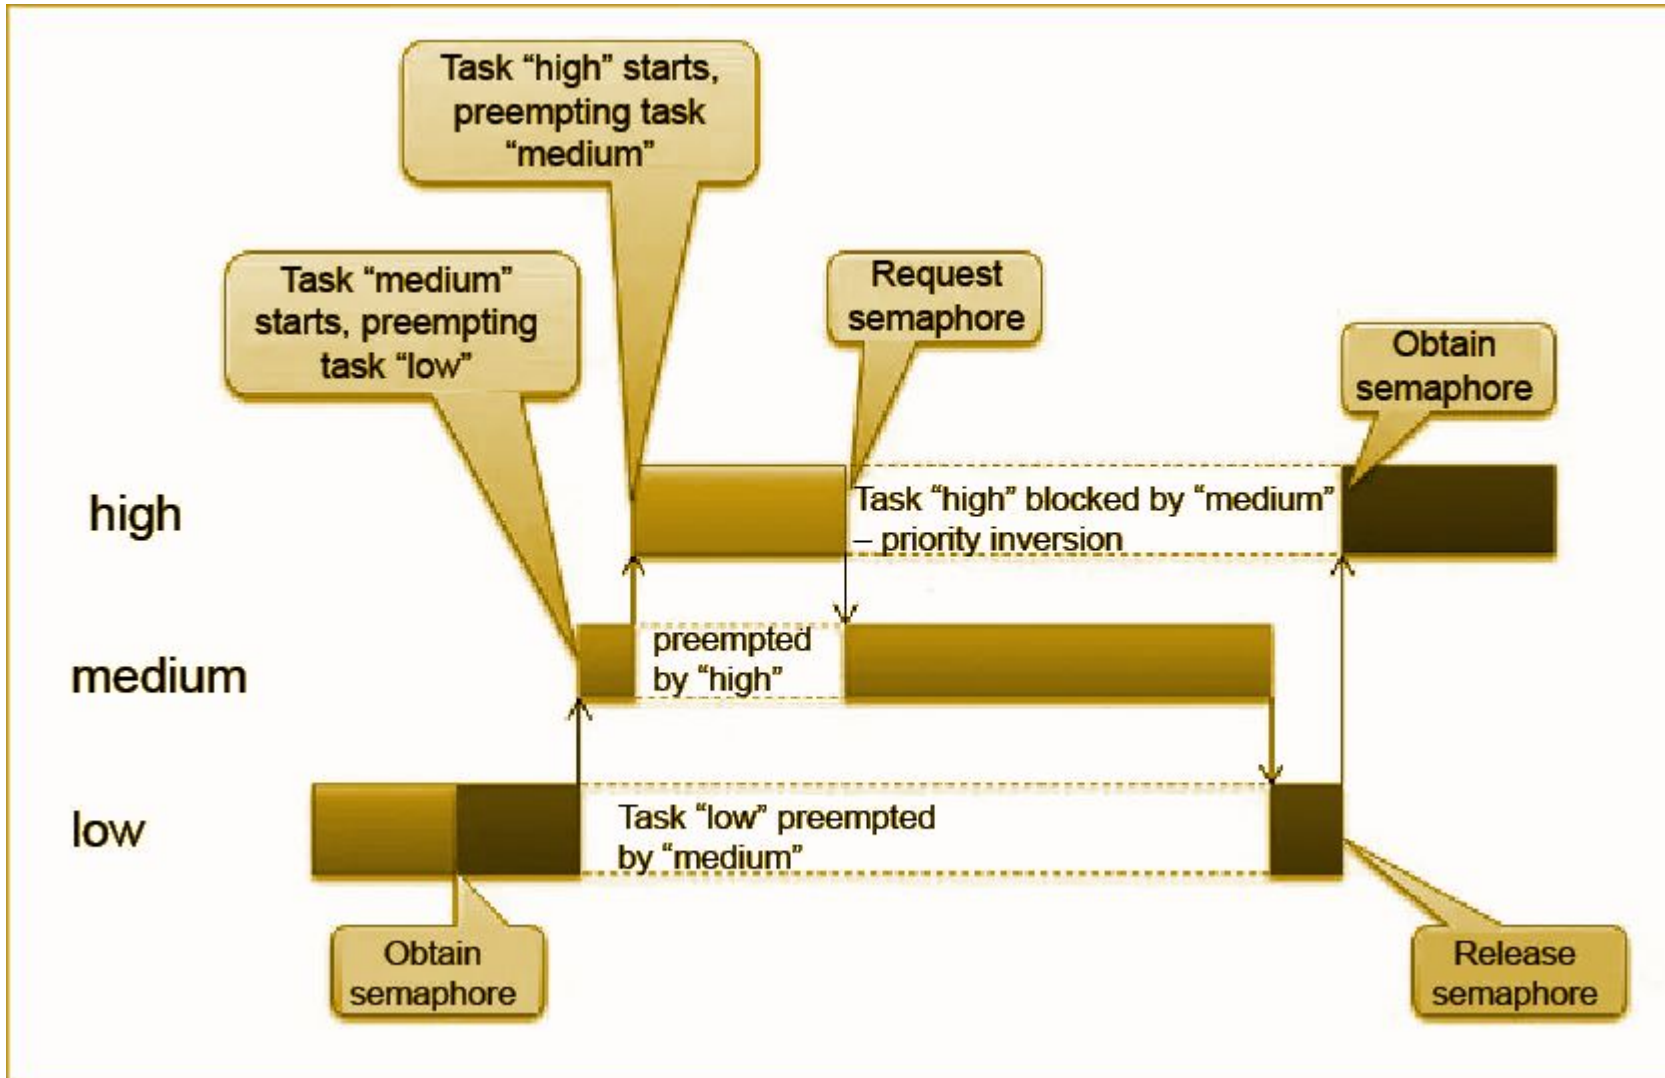 Task “high” starts,
preempting task
“medium”
Task “medium”
starts, preempting
task “low”
Request
semaphore
Obtain
semaphore
high
Task “high” blocked by “medium”
– priority inversion
medium
preempted
by “high”
low
Task “low” preempted
by “medium”
Obtain
semaphore
Release
semaphore